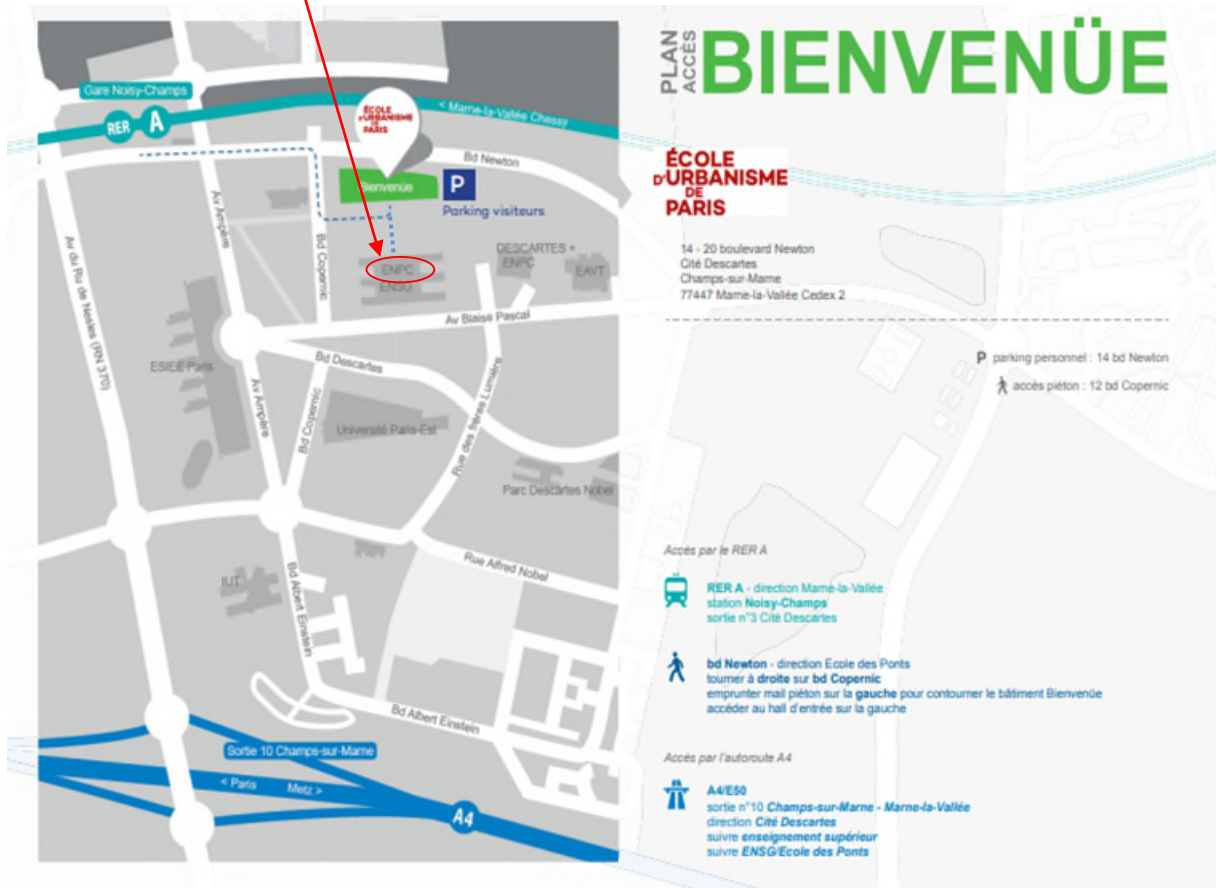 PLAN
ACCÈS
BIENVENÜE
Gare Noisy-Champs
RER A
< Marne-la-Vallée Chessy
ÉCOLE
D'URBANISME
DE
PARIS
Bd Newton
Bienvenüe
P
Parking visiteurs
Av Ampère
Bd Copernic
DESCARTES +
ENPC
EAVT
ENPC
ENSG
Av du Ru de Nesles (RN 370)
Av Blaise Pascal
ESIEE Paris
Bd Descartes
Av Ampère
Bd Copernic
Université Paris-Est
Rue des frères Lumière
Parc Descartes Nobel
Rue Alfred Nobel
IUT
Bd Albert Einstein
Bd Albert Einstein
Sortie 10 Champs-sur-Marne
< Paris Metz >
A4
ÉCOLE
D'URBANISME
DE
PARIS
14 - 20 boulevard Newton
Cité Descartes
Champs-sur-Marne
77447 Marne-la-Vallée Cedex 2
P parking personnel : 14 bd Newton
accès piéton : 12 bd Copernic
Accès par le RER A
RER A - direction Marne-la-Vallée
station Noisy-Champs
sortie n°3 Cité Descartes
bd Newton - direction Ecole des Ponts
tourner à droite sur bd Copernic
emprunter mail piéton sur la gauche pour contourner le bâtiment Bienvenüe
accéder au hall d'entrée sur la gauche
Accès par l'autoroute A4
A4/E50
sortie n°10 Champs-sur-Marne - Marne-la-Vallée
direction Cité Descartes
suivre enseignement supérieur
suivre ENSG/Ecole des Ponts